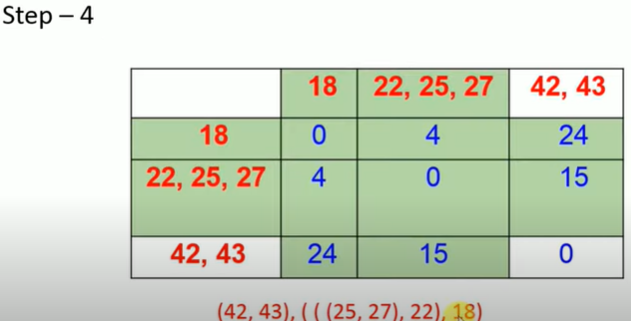 Step – 4
18 22, 25, 27 42, 43
18 0 4 24
22, 25, 27 4 0 15
42, 43 24 15 0
(42, 43), ( ( (25, 27), 22), 18)